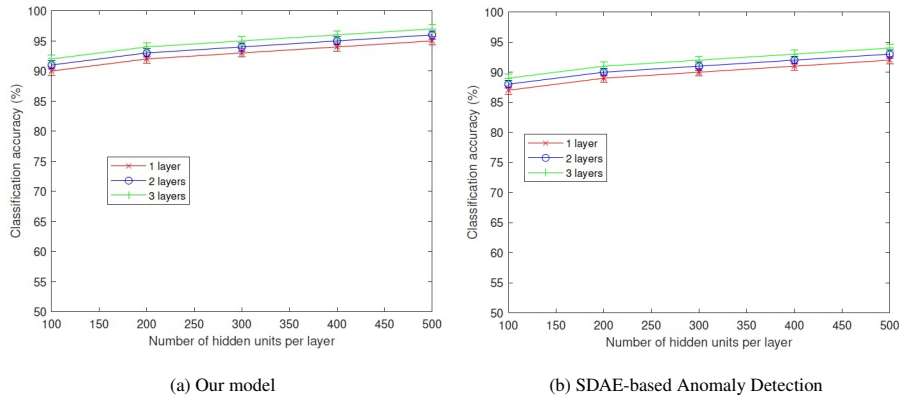 100
95
90
85
80
75
70
65
60
55
50
Classification accuracy (%)
1 layer
2 layers
3 layers
100 150 200 250 300 350 400 450 500
Number of hidden units per layer
(a) Our model
100
95
90
85
80
75
70
65
60
55
50
Classification accuracy (%)
1 layer
2 layers
3 layers
100 150 200 250 300 350 400 450 500
Number of hidden units per layer
(b) SDAE-based Anomaly Detection